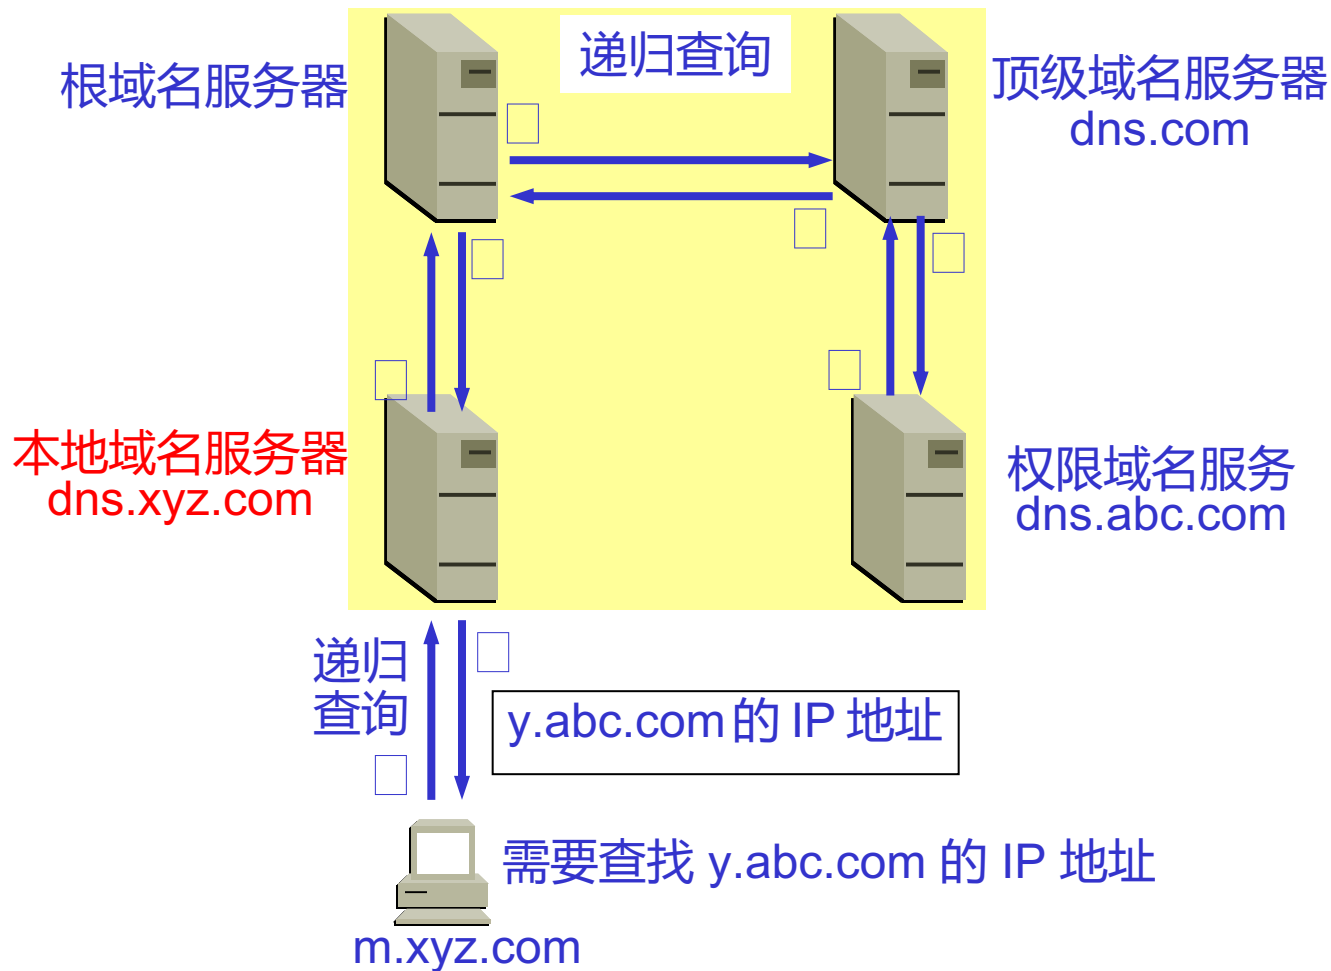 递归查询
根域名服务器
顶级域名服务器
dns.com
本地域名服务器
dns.xyz.com
权限域名服务
dns.abc.com
递归
查询
y.abc.com的 IP 地址
需要查找 y.abc.com 的 IP 地址
m.xyz.com